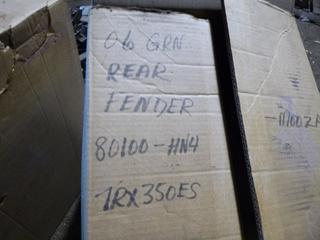 06 GRN
REAR
FENDER
80100-HN4
TRX350ES